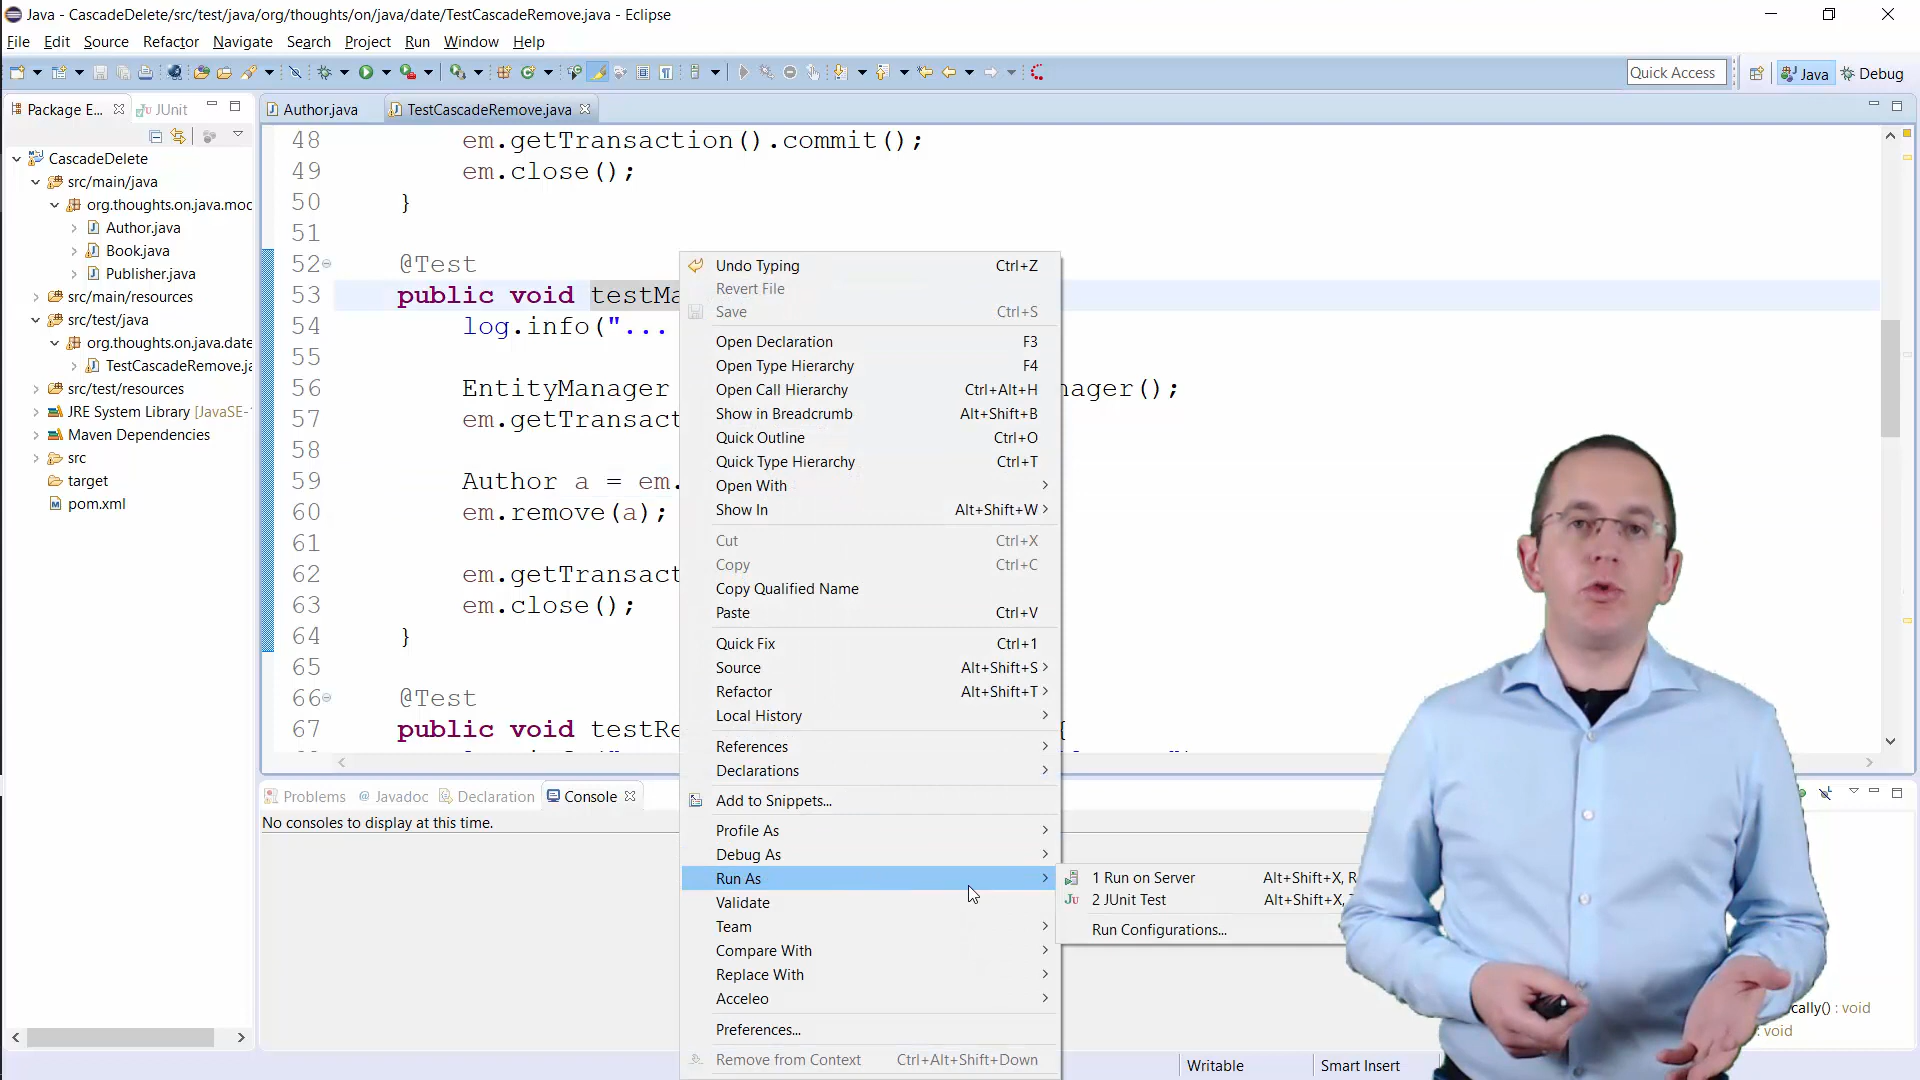 Java - CascadeDelete/src/test/java/org/thoughts/on/java/date/TestCascadeRemove.java - Eclipse
File Edit Source Refactor Navigate Search Project Run Window Help
Quick Access Java Debug
Package E... JUnit
Author.java TestCascadeRemove.java
CascadeDelete
src/main/java
org.thoughts.on.java.moc
Author.java
Book.java
Publisher.java
src/main/resources
src/test/java
org.thoughts.on.java.date
TestCascadeRemove.ja
src/test/resources
JRE System Library [JavaSE-
Maven Dependencies
src
target
pom.xml
48 em.getTransaction().commit();
49 em.close();
50 }
51
52 @Test
53 public void testMa
54 log.info("...
55
56 EntityManager nager();
57 em.getTransact
58
59 Author a = em.
60 em.remove(a);
61
62 em.getTransact
63 em.close();
64 }
65
66 @Test
67 public void testRe {
Undo Typing Ctrl+Z
Revert File
Save Ctrl+S
Open Declaration F3
Open Type Hierarchy F4
Open Call Hierarchy Ctrl+Alt+H
Show in Breadcrumb Alt+Shift+B
Quick Outline Ctrl+O
Quick Type Hierarchy Ctrl+T
Open With
Show In Alt+Shift+W
Cut Ctrl+X
Copy Ctrl+C
Copy Qualified Name
Paste Ctrl+V
Quick Fix Ctrl+1
Source Alt+Shift+S
Refactor Alt+Shift+T
Local History
References
Declarations
Add to Snippets...
Profile As
Debug As
Run As
Validate
Team
Compare With
Replace With
Acceleo
Preferences...
Remove from Context Ctrl+Alt+Shift+Down
1 Run on Server Alt+Shift+X, R
2 JUnit Test Alt+Shift+X, T
Run Configurations...
Problems Javadoc Declaration Console
No consoles to display at this time.
cally() : void
: void
Writable Smart Insert